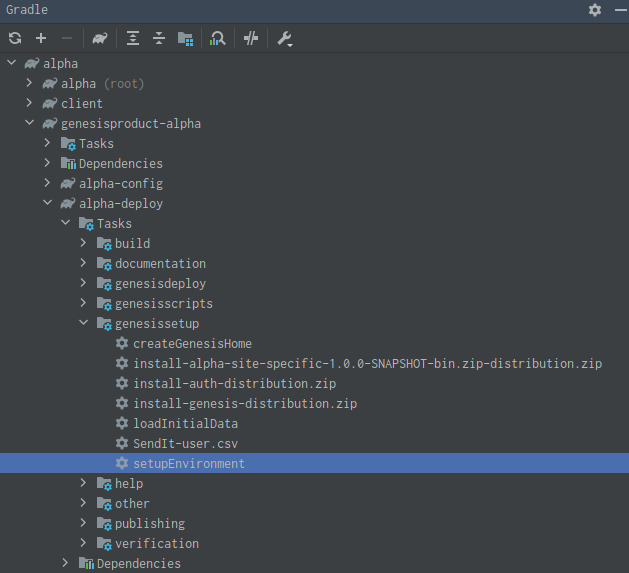 Gradle
alpha
alpha (root)
client
genesisproduct-alpha
Tasks
Dependencies
alpha-config
alpha-deploy
Tasks
build
documentation
genesisdeploy
genesisscripts
genesissetup
createGenesisHome
install-alpha-site-specific-1.0.0-SNAPSHOT-bin.zip-distribution.zip
install-auth-distribution.zip
install-genesis-distribution.zip
loadInitialData
SendIt-user.csv
setupEnvironment
help
other
publishing
verification
Dependencies